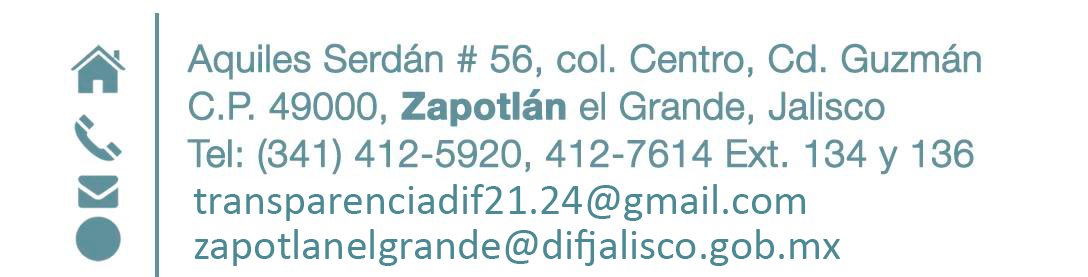 Aquiles Serdán # 56, col. Centro, Cd. Guzmán
C.P. 49000, Zapotlán el Grande, Jalisco
Tel: (341) 412-5920, 412-7614 Ext. 134 y 136
transparenciadif21.24@gmail.com
zapotlanelgrande@difjalisco.gob.mx